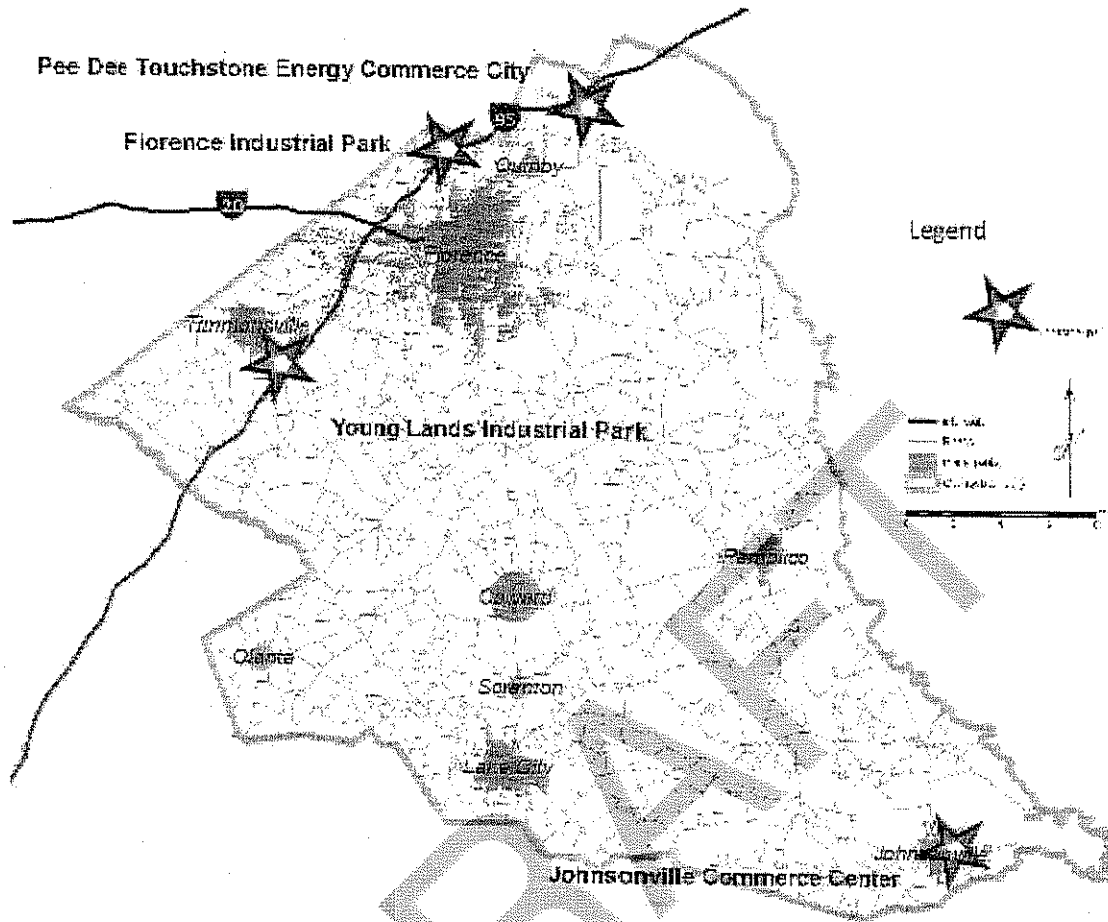 Pee Dee Touchstone Energy Commerce City
95
Florence Industrial Park
Quinby
20
Florence
Legend
Timmonsville
Young Lands Industrial Park
Pamplico
Coward
Olanta
Scranton
Lake City
Johnsonville
Johnsonville Commerce Center